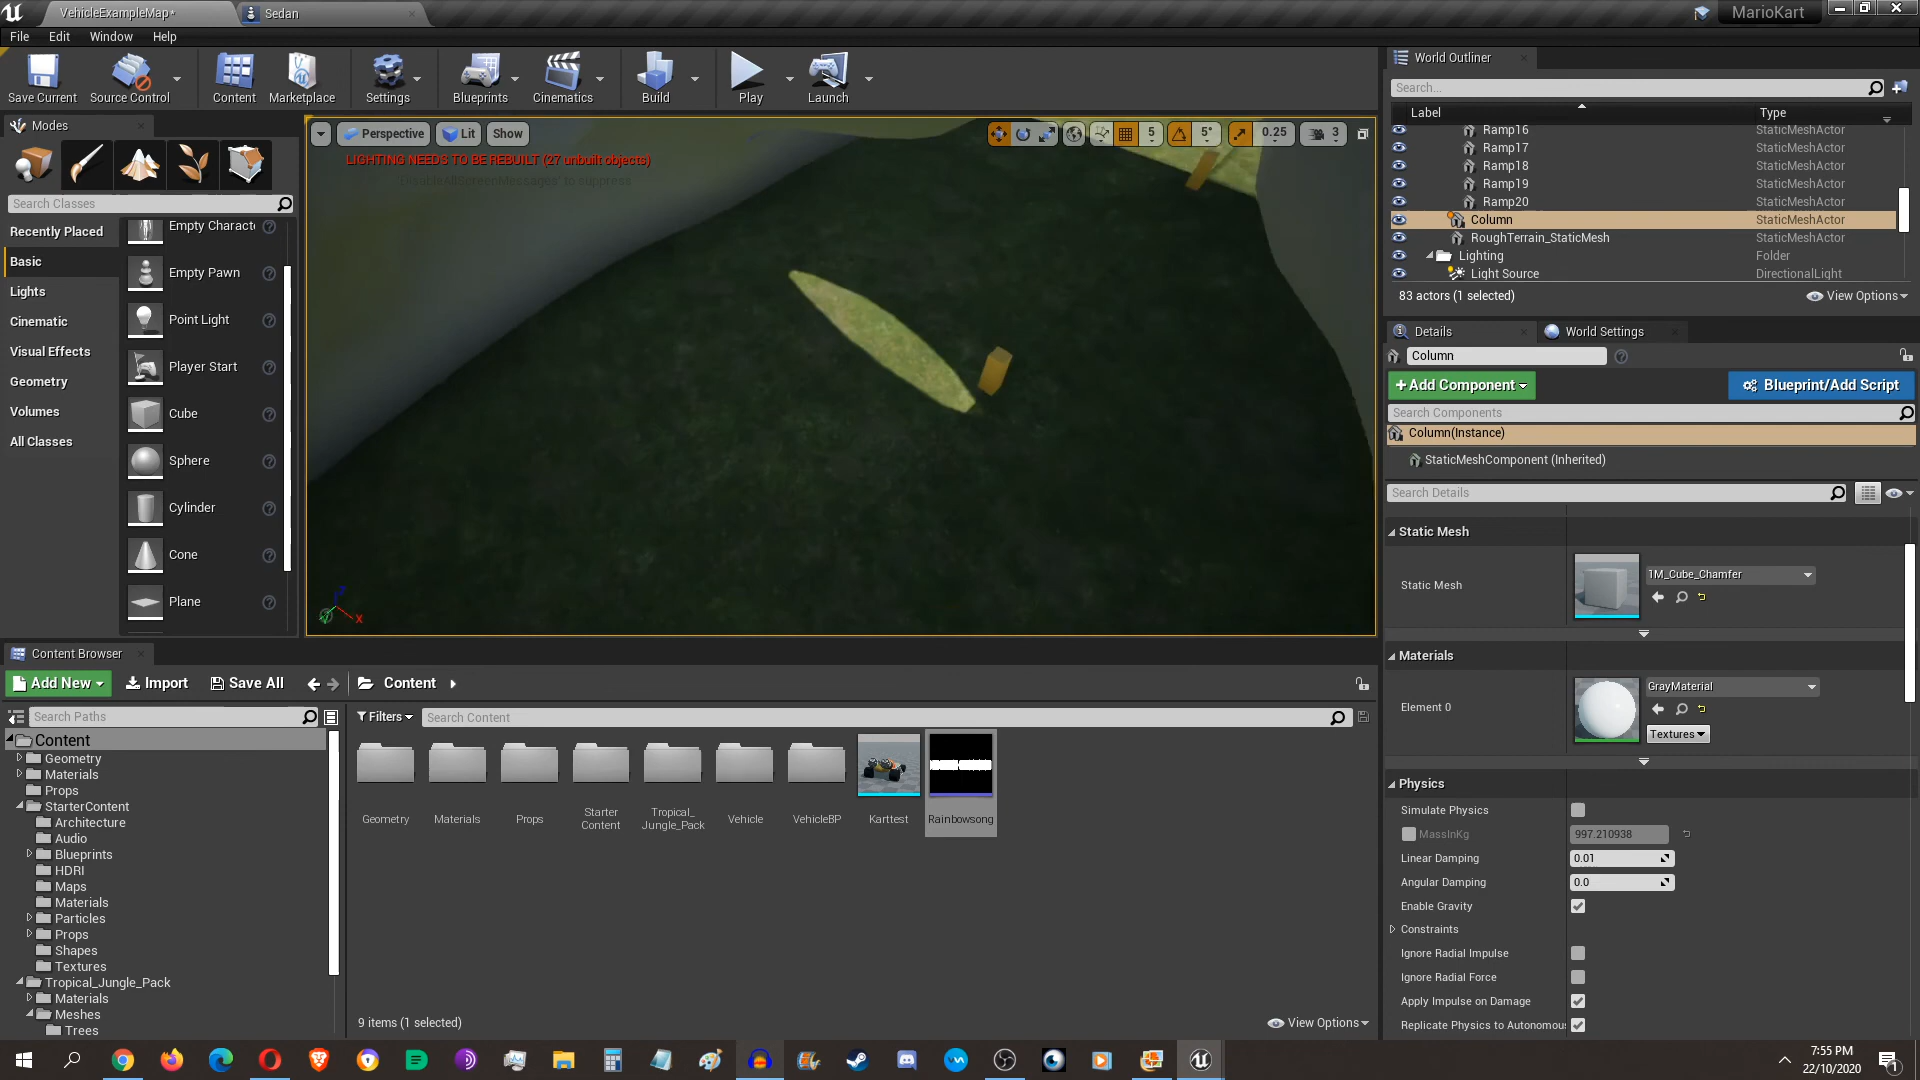 VehicleExampleMap*
Sedan
MarioKart
File
Edit
Window
Help
Save Current
Source Control
Content
Marketplace
Settings
Blueprints
Cinematics
Build
Play
Launch
Modes
Search Classes
Recently Placed
Basic
Lights
Cinematic
Visual Effects
Geometry
Volumes
All Classes
Empty Charact
Empty Pawn
Point Light
Player Start
Cube
Sphere
Cylinder
Cone
Plane
Perspective
Lit
Show
5
5°
0.25
3
LIGHTING NEEDS TO BE REBUILT (27 unbuilt objects)
'DisableAllScreenMessages' to suppress
X
World Outliner
Search...
Label
Type
Ramp16
StaticMeshActor
Ramp17
StaticMeshActor
Ramp18
StaticMeshActor
Ramp19
StaticMeshActor
Ramp20
StaticMeshActor
Column
StaticMeshActor
RoughTerrain_StaticMesh
StaticMeshActor
Lighting
Folder
Light Source
DirectionalLight
83 actors (1 selected)
View Options
Details
World Settings
Column
+Add Component
Blueprint/Add Script
Search Components
Column(Instance)
StaticMeshComponent (Inherited)
Search Details
Static Mesh
Static Mesh
1M_Cube_Chamfer
Materials
Element 0
GrayMaterial
Textures
Physics
Simulate Physics
MassInKg
997.210938
Linear Damping
0.01
Angular Damping
0.0
Enable Gravity
Constraints
Ignore Radial Impulse
Ignore Radial Force
Apply Impulse on Damage
Replicate Physics to Autonomou
Content Browser
Add New
Import
Save All
Content
Search Paths
Filters
Search Content
Content
Geometry
Materials
Props
StarterContent
Architecture
Audio
Blueprints
HDRI
Maps
Materials
Particles
Props
Shapes
Textures
Tropical_Jungle_Pack
Materials
Meshes
Trees
Geometry
Materials
Props
Starter
Content
Tropical_
Jungle_Pack
Vehicle
VehicleBP
Karttest
Rainbowsong
9 items (1 selected)
View Options
7:55 PM
22/10/2020
1